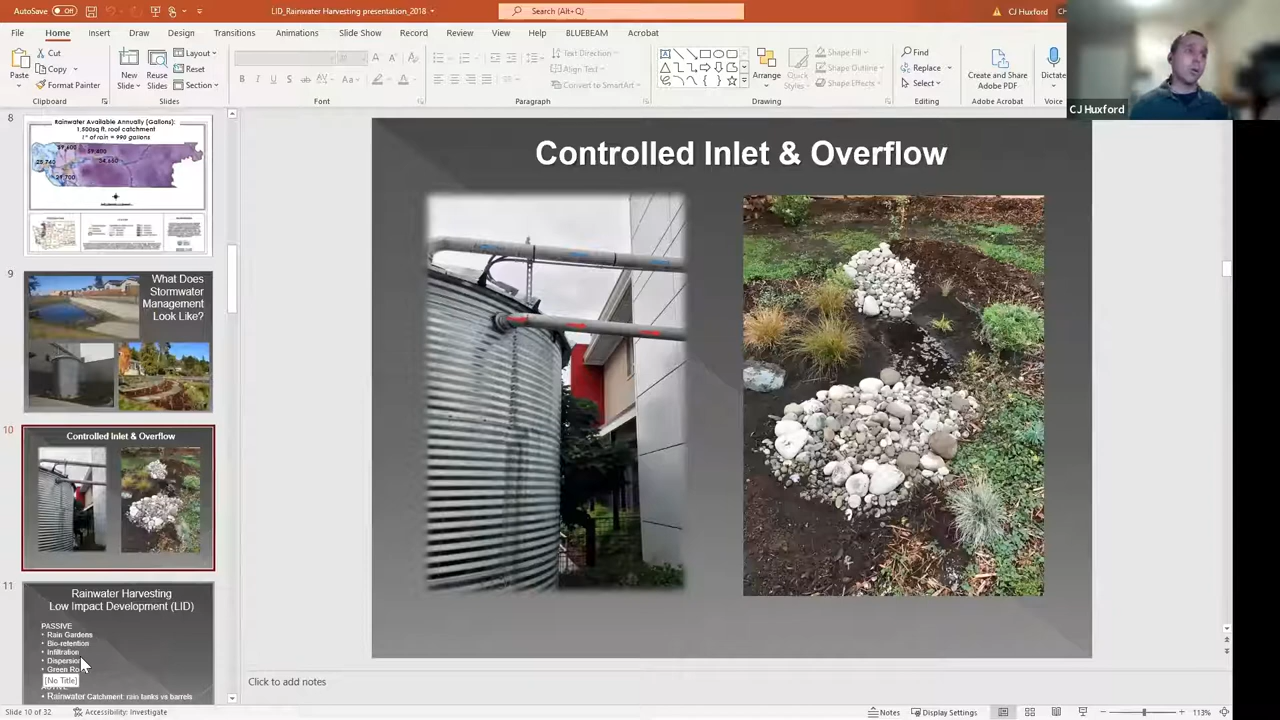 AutoSave Off
LID_Rainwater Harvesting presentation_2018
Search (Alt+Q)
CJ Huxford
File Home Insert Draw Design Transitions Animations Slide Show Record Review View Help BLUEBEAM Acrobat
Paste
Cut
Copy
Format Painter
Clipboard
New Slide
Reuse Slides
Layout
Reset
Section
Slides
Font
Text Direction
Align Text
Convert to SmartArt
Paragraph
Arrange
Quick Styles
Shape Fill
Shape Outline
Shape Effects
Drawing
Find
Replace
Select
Editing
Create and Share Adobe PDF
Adobe Acrobat
Dictate
Voice
CJ Huxford
8
Rainwater Available Annually (Gallons):
1,500sq ft. roof catchment
1" of rain = 990 gallons
9
What Does
Stormwater
Management
Look Like?
10
Controlled Inlet & Overflow
11
Rainwater Harvesting
Low Impact Development (LID)
PASSIVE
• Rain Gardens
• Bio-retention
• Infiltration
• Dispersion
• Green Ro
[No Title]
• Rainwater Catchment: rain tanks vs barrels
Controlled Inlet & Overflow
Click to add notes
Slide 10 of 32
Accessibility: Investigate
Notes
Display Settings
113%